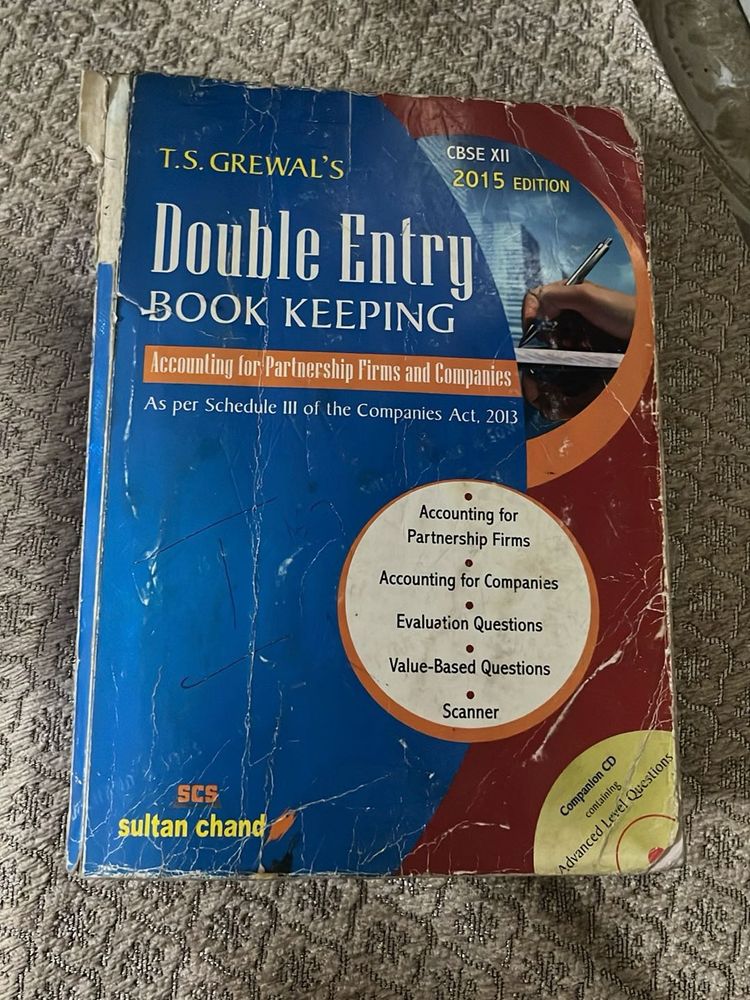 T.S. GREWAL'S
CBSE XII
2015 EDITION
Double Entry
BOOK KEEPING
Accounting for Partnership Firms and Companies
As per Schedule III of the Companies Act, 2013
Accounting for
Partnership Firms
Accounting for Companies
Evaluation Questions
Value-Based Questions
Scanner
SCS
sultan chand
Companion CD
containing
Advanced Level Questions